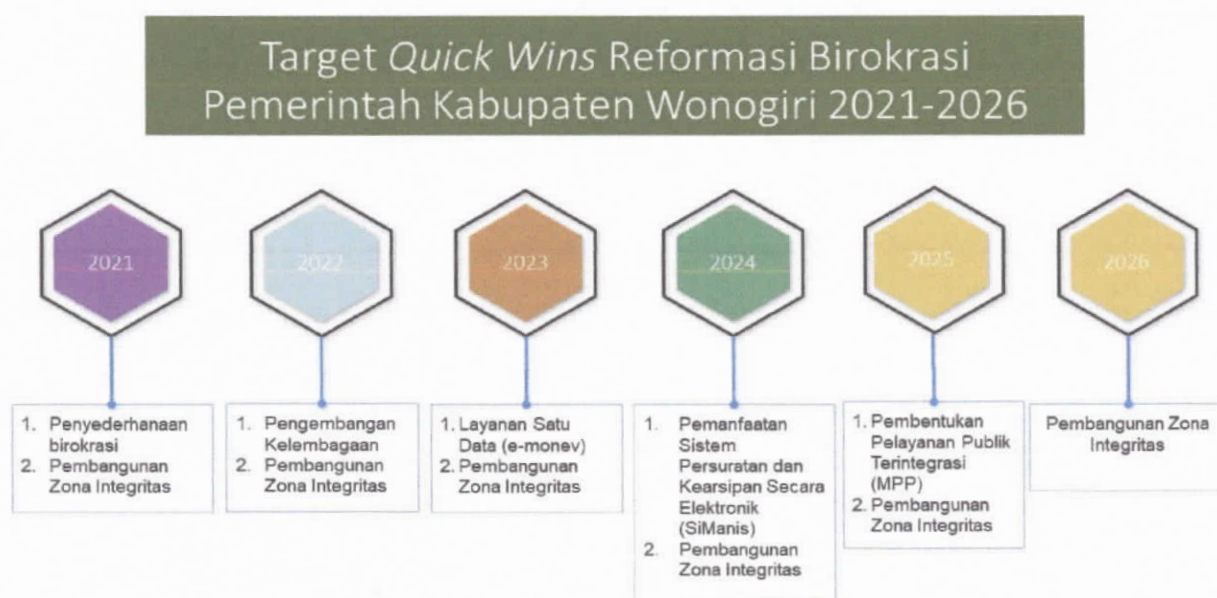 Target Quick Wins Reformasi Birokrasi
Pemerintah Kabupaten Wonogiri 2021-2026
2021
2022
2023
2024
2025
2026
1. Penyederhanaan
birokrasi
2. Pembangunan
Zona Integritas
1. Pengembangan
Kelembagaan
2. Pembangunan
Zona Integritas
1. Layanan Satu
Data (e-monev)
2. Pembangunan
Zona Integritas
1. Pemanfaatan
Sistem
Persuratan dan
Kearsipan Secara
Elektronik
(SiManis)
2. Pembangunan
Zona Integritas
1. Pembentukan
Pelayanan Publik
Terintegrasi
(MPP)
2. Pembangunan
Zona Integritas
Pembangunan Zona
Integritas